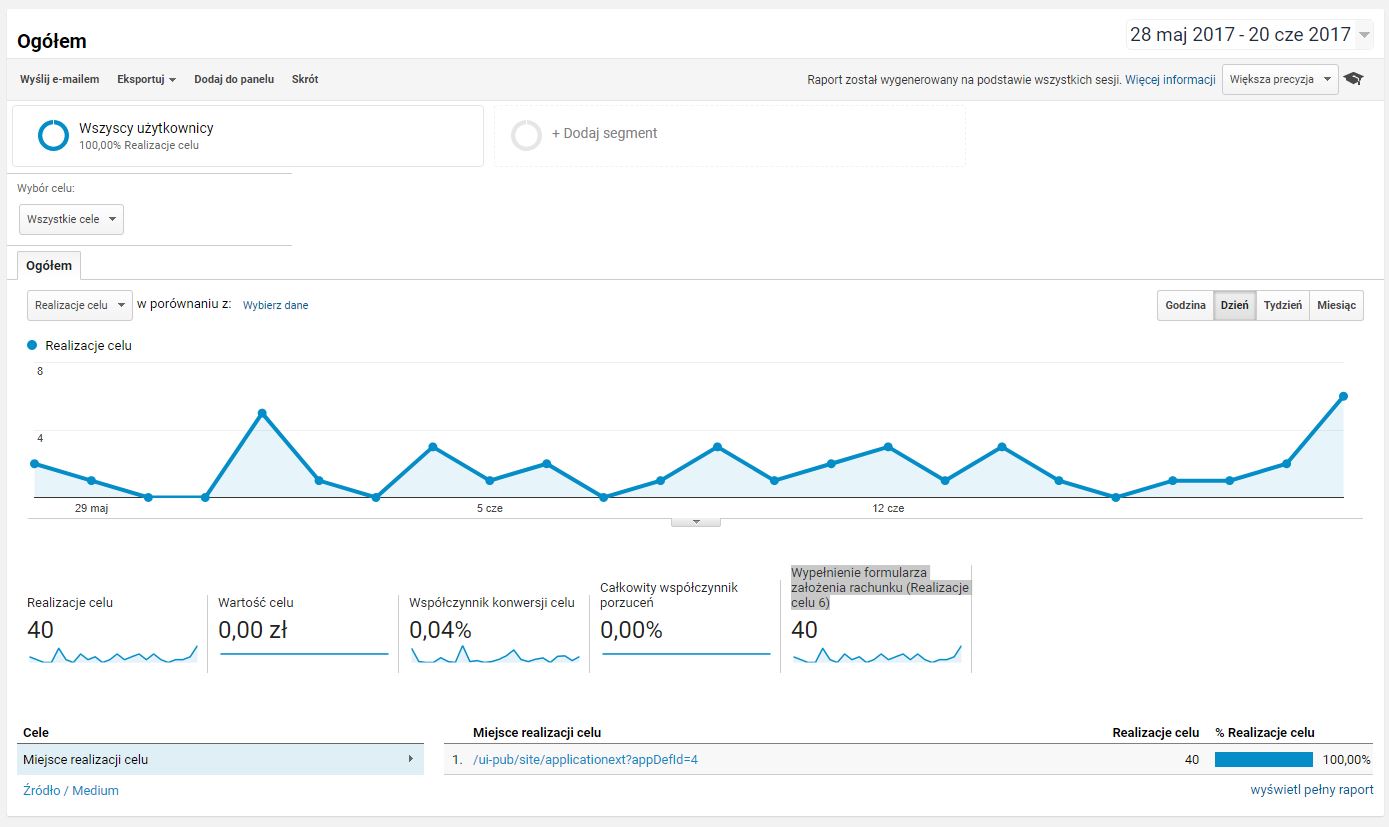 Ogółem
28 maj 2017 - 20 cze 2017
Wyślij e-mailem Eksportuj Dodaj do panelu Skrót
Raport został wygenerowany na podstawie wszystkich sesji. Więcej informacji Większa precyzja
Wszyscy użytkownicy
100,00% Realizacje celu
+ Dodaj segment
Wybór celu:
Wszystkie cele
Ogółem
Realizacje celu w porównaniu z: Wybierz dane
Godzina Dzień Tydzień Miesiąc
Realizacje celu
8
4
29 maj 5 cze 12 cze
Realizacje celu
40
Wartość celu
0,00 zł
Współczynnik konwersji celu
0,04%
Całkowity współczynnik
porzuceń
0,00%
Wypełnienie formularza
założenia rachunku (Realizacje
celu 6)
40
Cele
Miejsce realizacji celu
Źródło / Medium
Miejsce realizacji celu Realizacje celu % Realizacje celu
1. /ui-pub/site/applicationext?appDefId=4 40 100,00%
wyświetl pełny raport